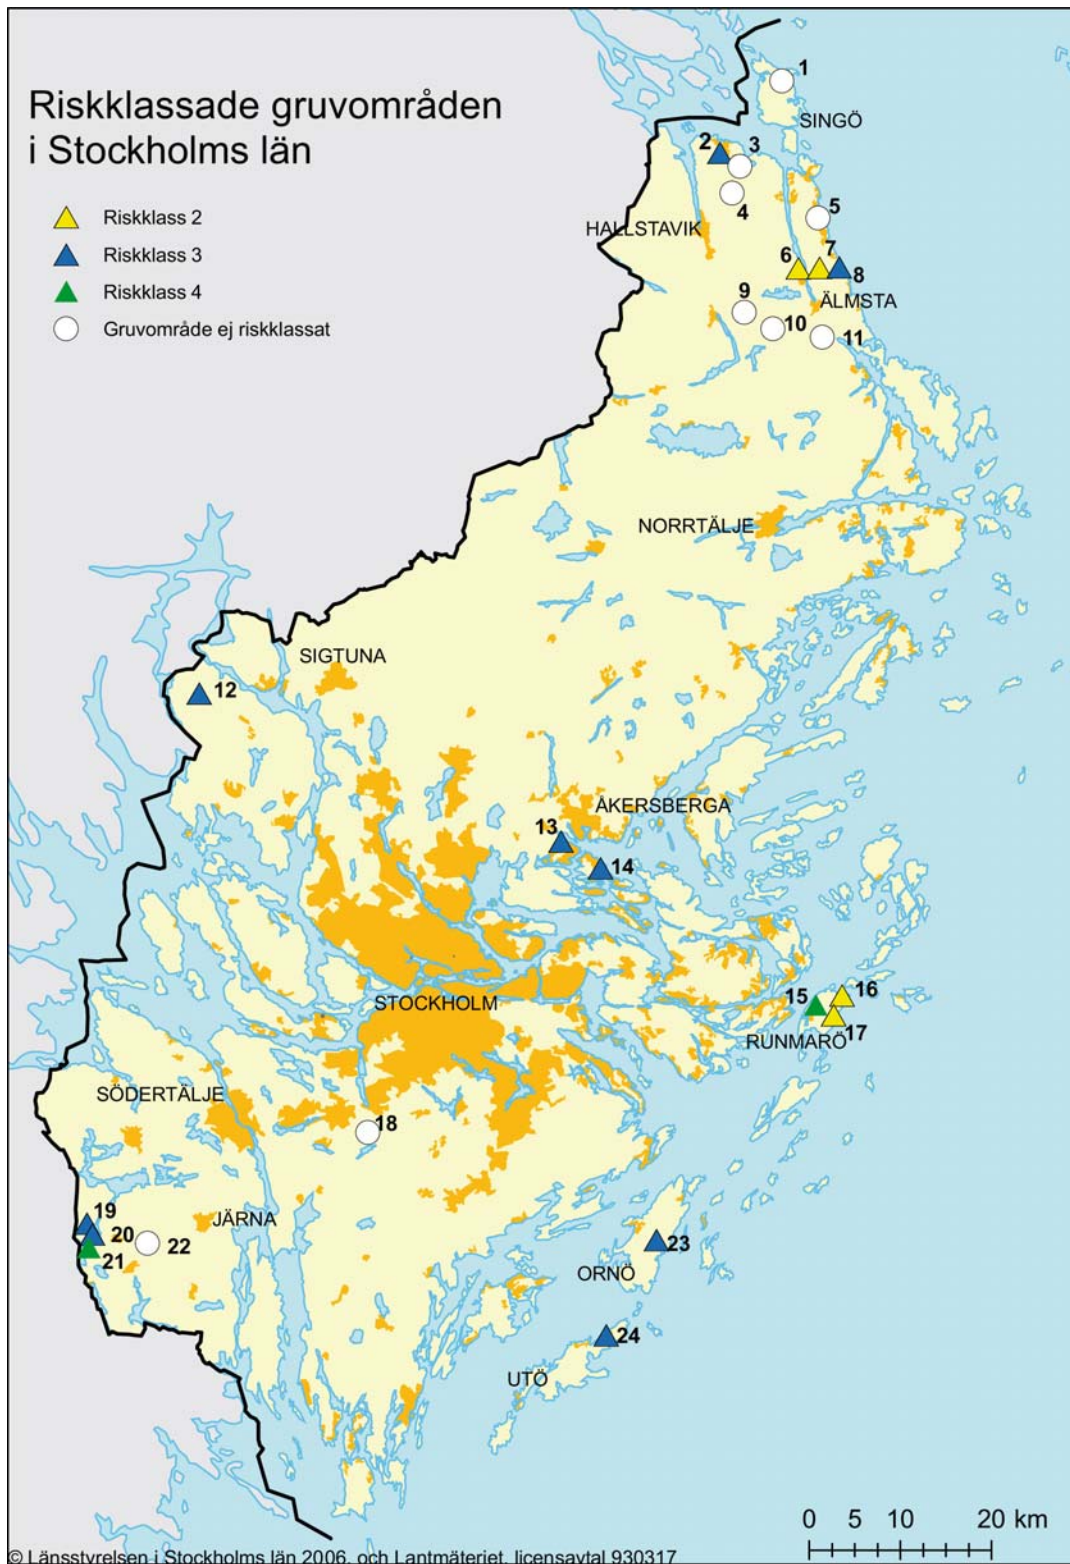 Riskklassade gruvområden
i Stockholms län
Riskklass 2
Riskklass 3
Riskklass 4
Gruvområde ej riskklassat
1
SINGÖ
2
3
4
5
HALLSTAVIK
6
7
8
ÄLMSTA
9
10
11
NORRTÄLJE
SIGTUNA
12
ÅKERSBERGA
13
14
STOCKHOLM
15
16
17
RUNMARÖ
SÖDERTÄLJE
18
19
20
21
22
JÄRNA
23
ORNÖ
24
UTÖ
0 5 10 20 km
© Länsstyrelsen i Stockholms län 2006, och Lantmäteriet, licensavtal 930317